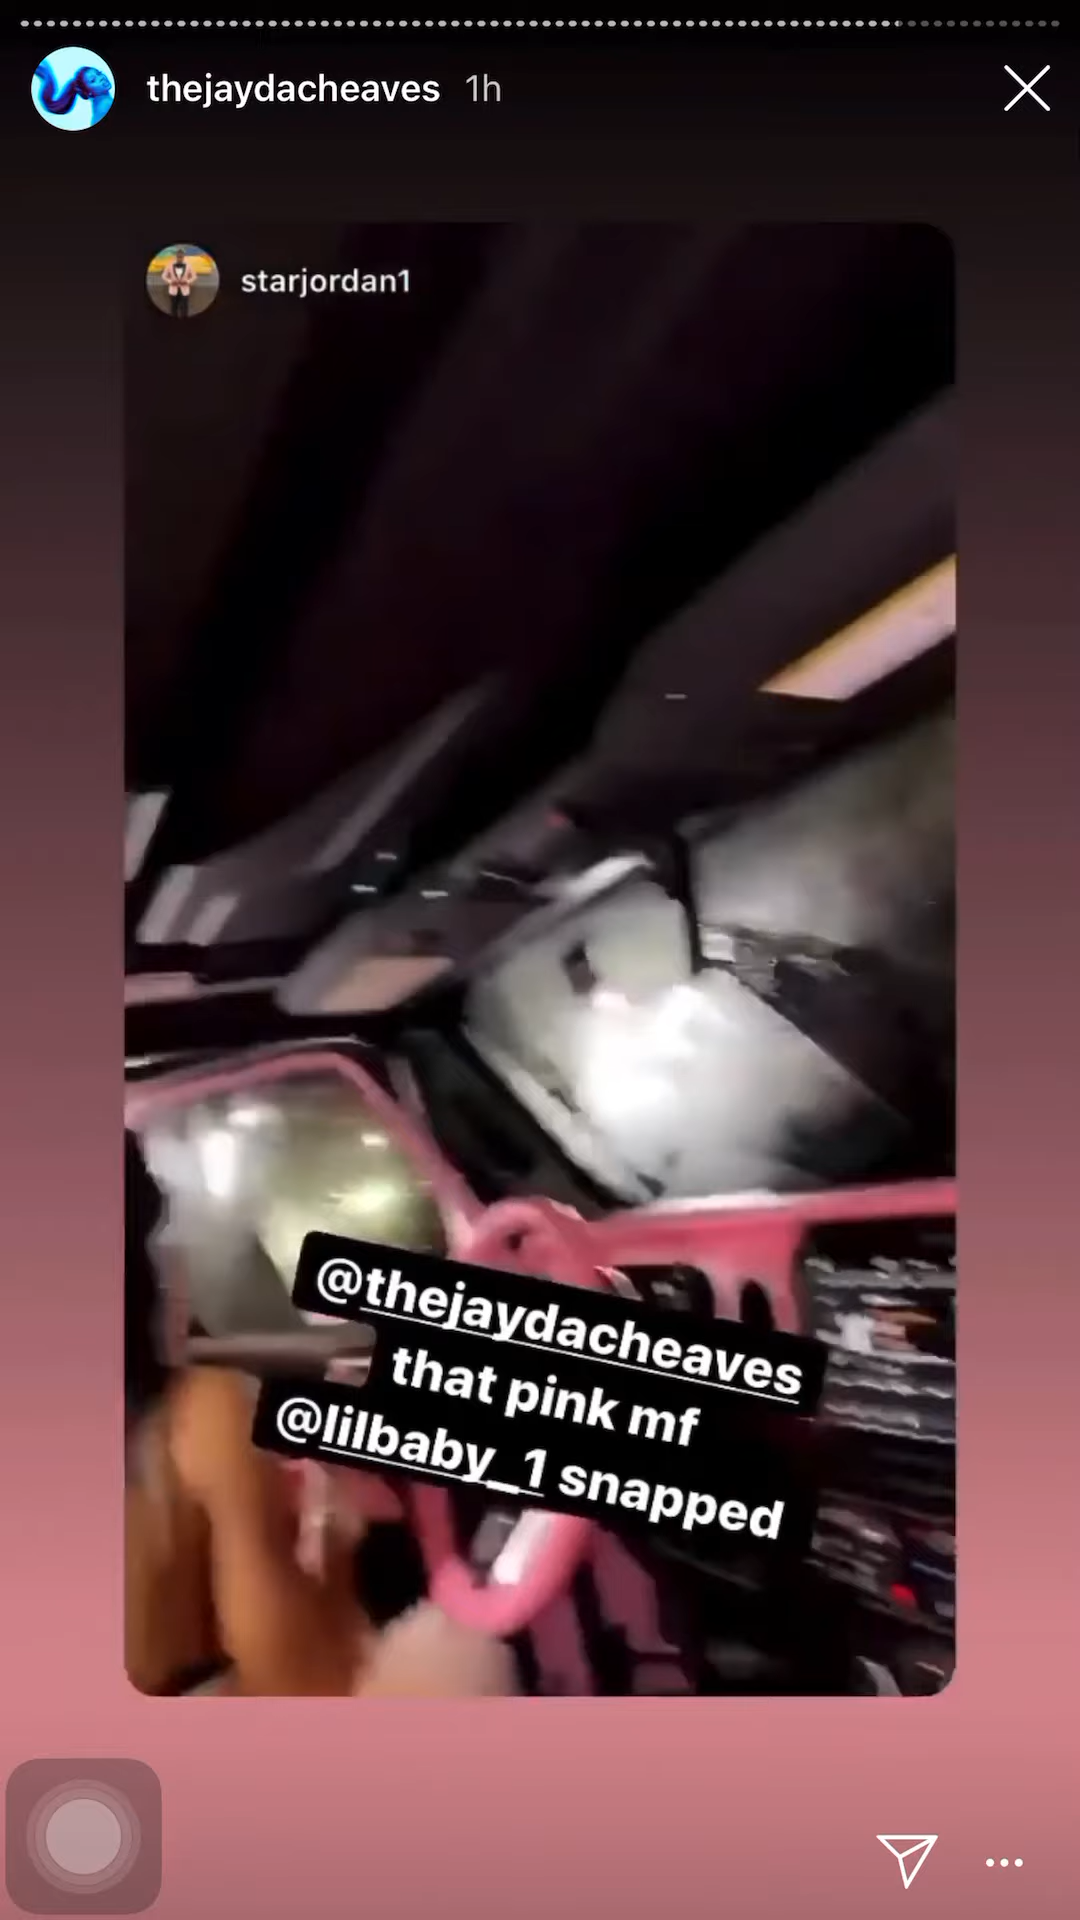 thejaydacheaves 1h
starjordan1
@thejaydacheaves
that pink mf
@lilbaby_1 snapped